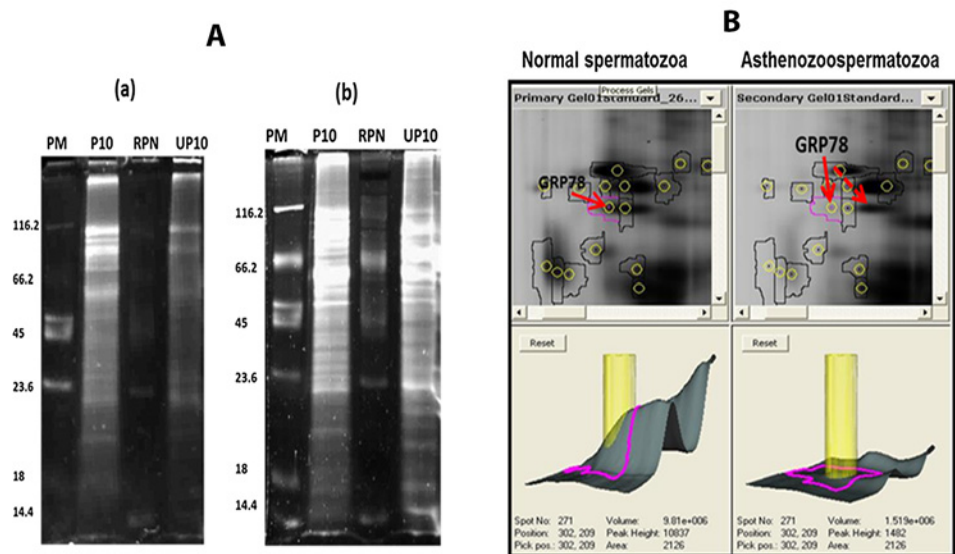 A
(a)
PM P10 RPN UP10
116.2
66.2
45
23.6
18
14.4
(b)
PM P10 RPN UP10
116.2
66.2
45
23.6
18
14.4
B
Normal spermatozoa
Process Gels
Primary Gel01Standard_26...
GRP78
Reset
Spot No: 271 Volume: 9.81e+006
Position: 302, 209 Peak Height: 10837
Pick pos.: 302, 209 Area: 2126
Asthenozoospermatozoa
Secondary Gel01Standard...
GRP78
Reset
Spot No: 271 Volume: 1.519e+006
Position: 302, 209 Peak Height: 1482
Pick pos.: 302, 209 Area: 2126